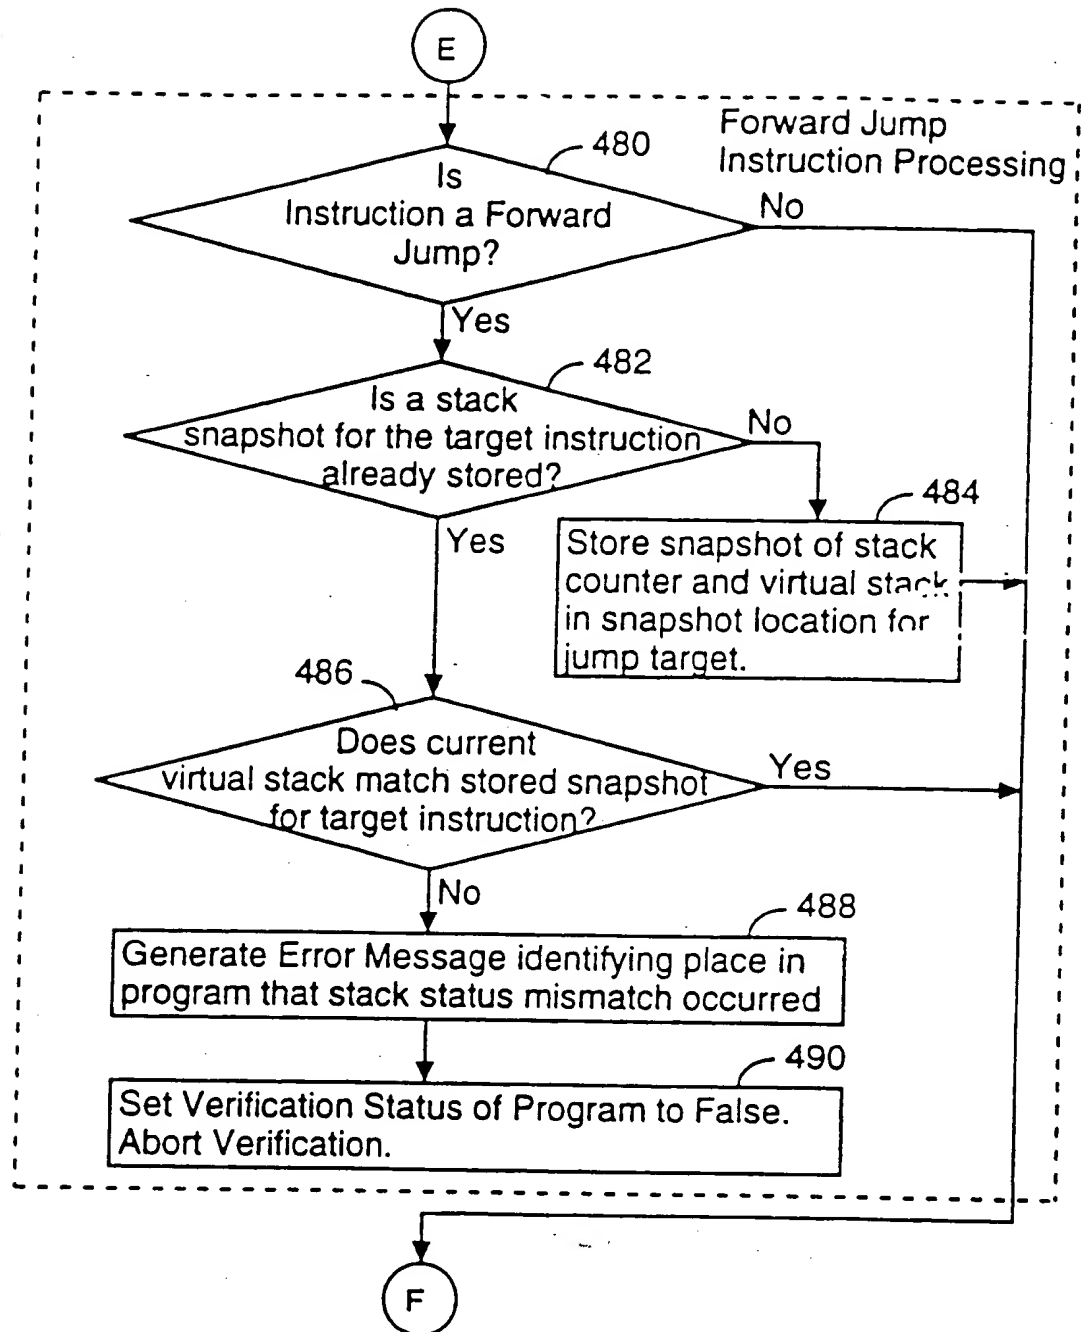 E
Forward Jump
Instruction Processing
480
Is
Instruction a Forward
Jump?
No
Yes
482
Is a stack
snapshot for the target instruction
already stored?
No
Yes
484
Store snapshot of stack
counter and virtual stack
in snapshot location for
jump target.
486
Does current
virtual stack match stored snapshot
for target instruction?
Yes
No
488
Generate Error Message identifying place in
program that stack status mismatch occurred
490
Set Verification Status of Program to False.
Abort Verification.
F